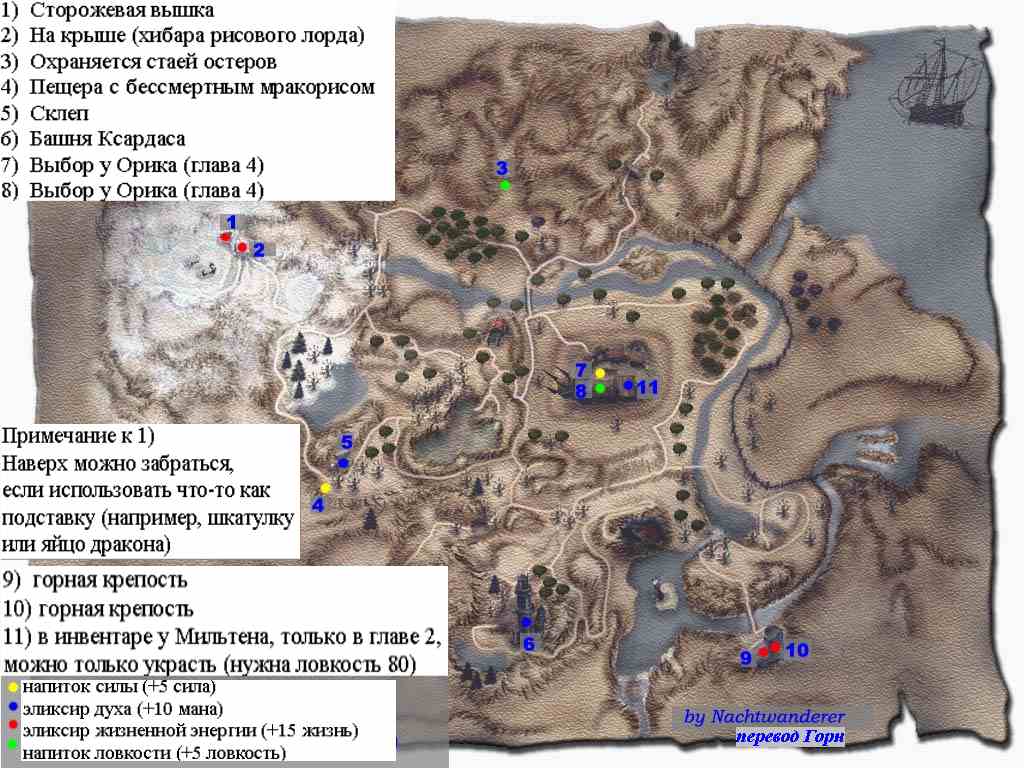 1) Сторожевая вышка
2) На крыше (хибара рисового лорда)
3) Охраняется стаей остеров
4) Пещера с бессмертным мракорисом
5) Склеп
6) Башня Ксардаса
7) Выбор у Орика (глава 4)
8) Выбор у Орика (глава 4)
3
1
2
7
8
11
Примечание к 1)
Наверх можно забраться,
если использовать что-то как
подставку (например, шкатулку
или яйцо дракона)
5
4
9) горная крепость
10) горная крепость
11) в инвентаре у Мильтена, только в главе 2,
можно только украсть (нужна ловкость 80)
6
9
10
напиток силы (+5 сила)
эликсир духа (+10 мана)
эликсир жизненной энергии (+15 жизнь)
напиток ловкости (+5 ловкость)
by Nachtwanderer
перевод Горн